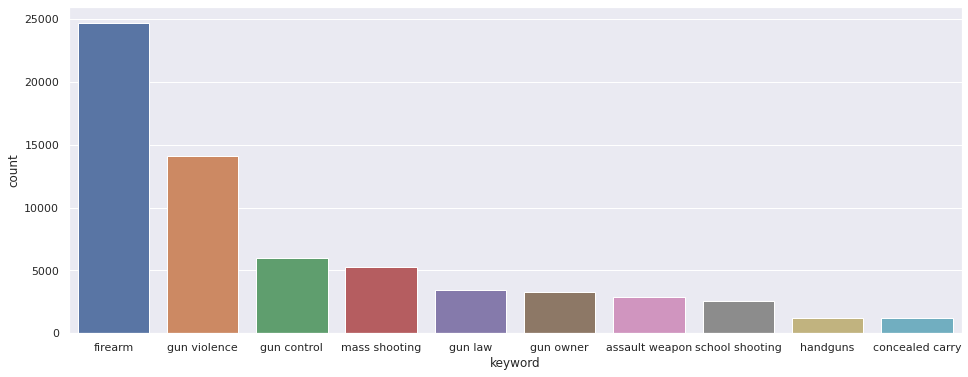 25000
20000
15000
10000
5000
0
count
firearm gun violence gun control mass shooting gun law gun owner assault weapon school shooting handguns concealed carry
keyword